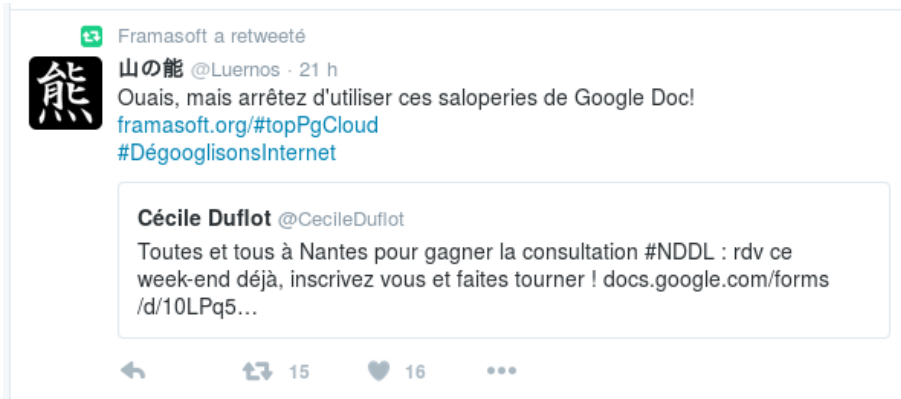 Framasoft a retweeté
熊
山の能 @Luernos · 21 h
Ouais, mais arrêtez d'utiliser ces saloperies de Google Doc!
framasoft.org/#topPgCloud
#DégooglisonsInternet
Cécile Duflot @CecileDuflot
Toutes et tous à Nantes pour gagner la consultation #NDDL : rdv ce
week-end déjà, inscrivez vous et faites tourner ! docs.google.com/forms
/d/10LPq5…
15 16